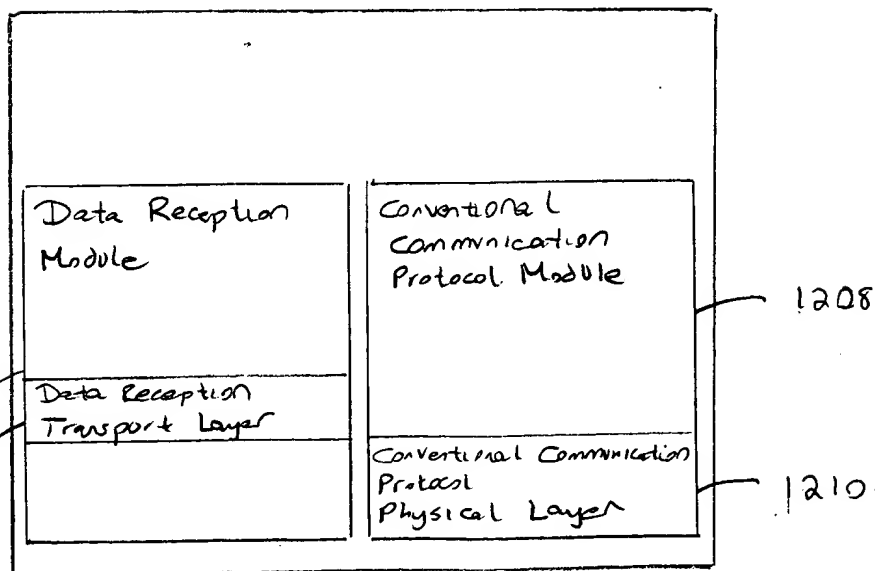 Data Reception
Module
Data Reception
Transport Layer
Conventional
Communication
Protocol Module
1208
Conventional Communication
Protocol
Physical Layer
1210